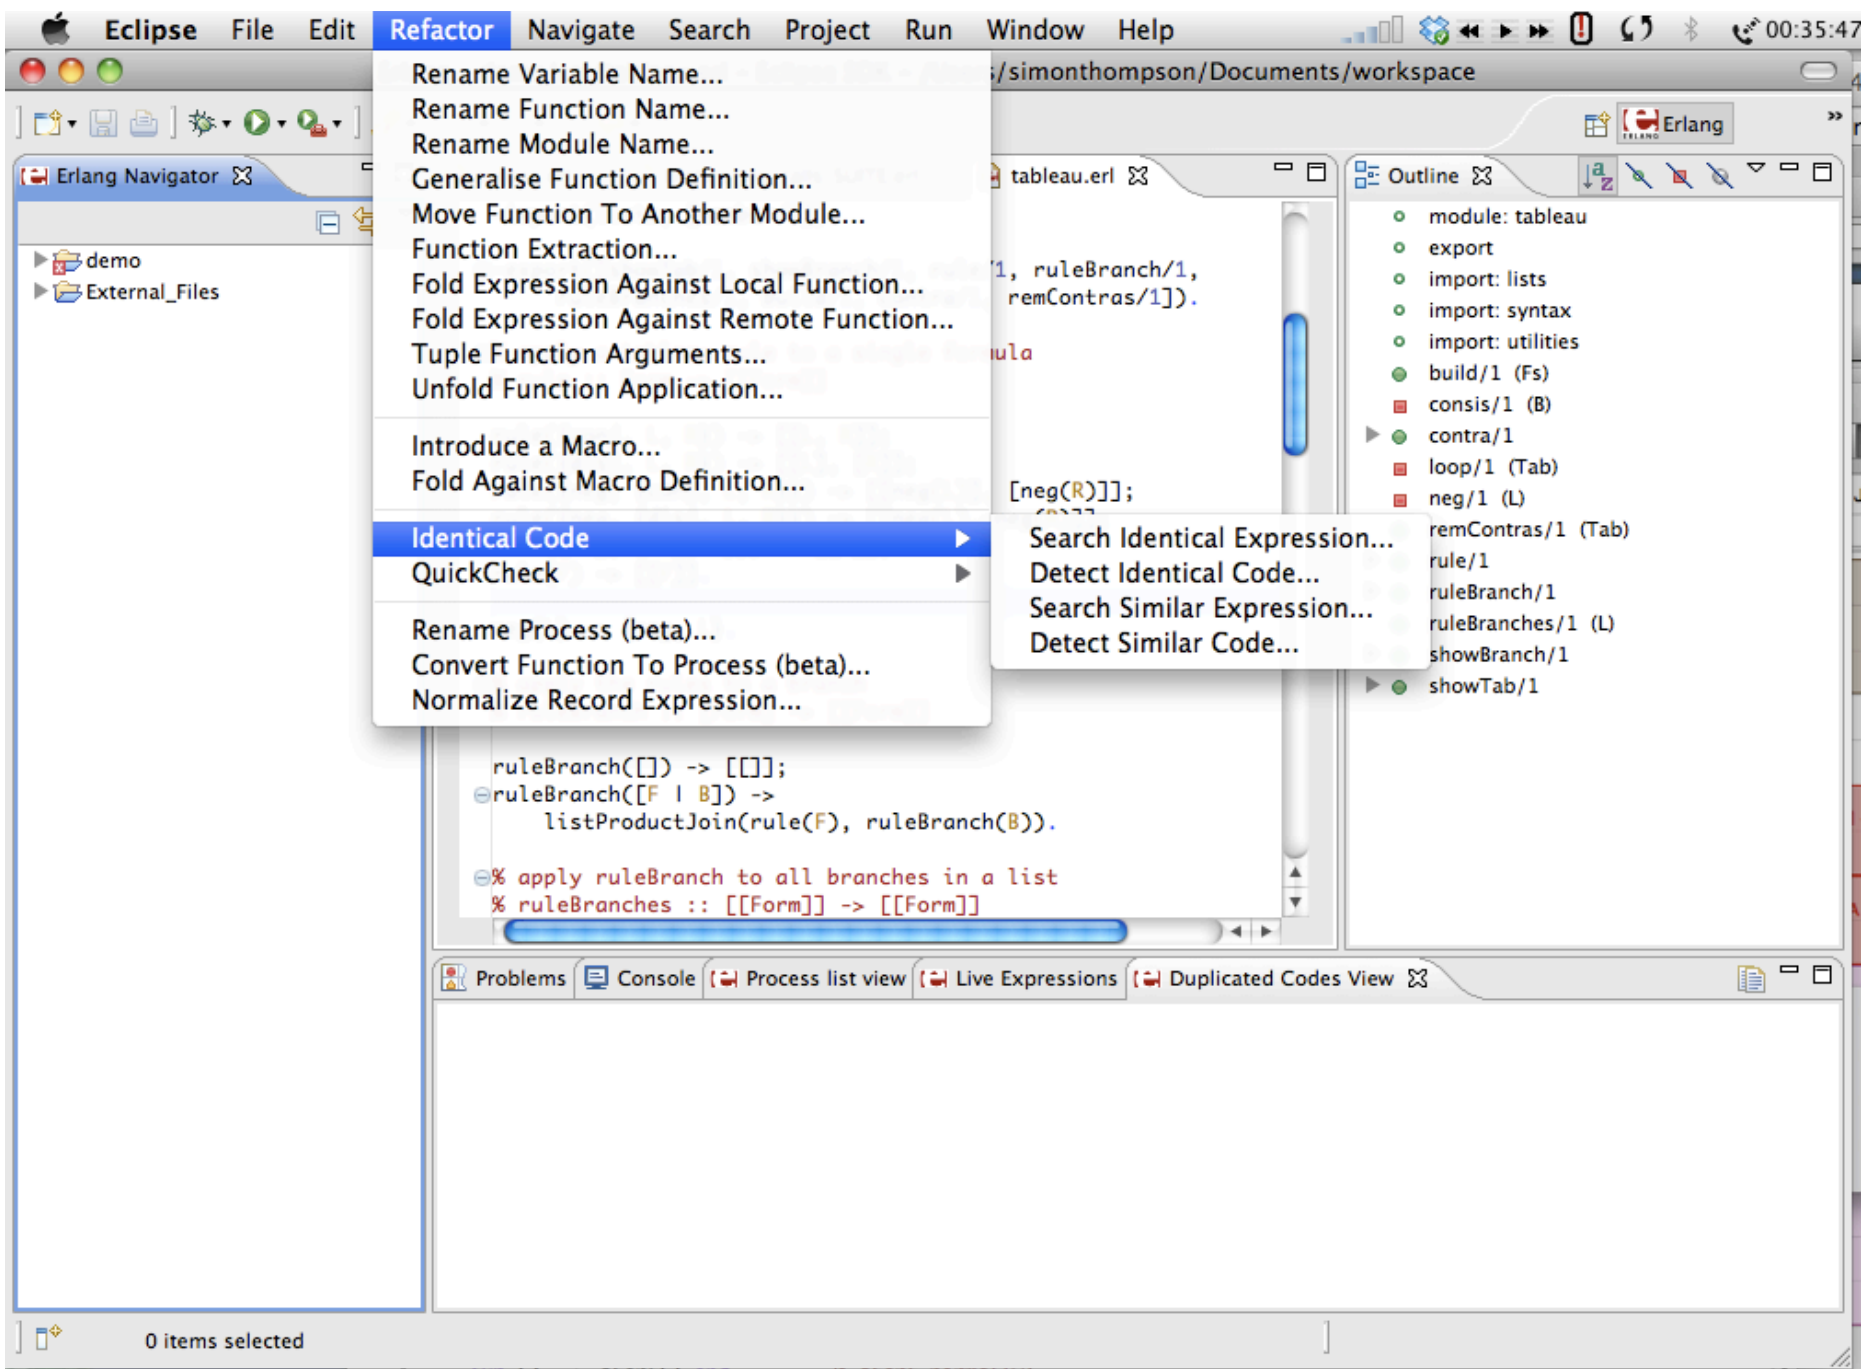 Eclipse File Edit Refactor Navigate Search Project Run Window Help 00:35:47
/simonthompson/Documents/workspace
Erlang
Erlang Navigator
demo
External_Files
0 items selected
Rename Variable Name...
Rename Function Name...
Rename Module Name...
Generalise Function Definition...
Move Function To Another Module...
Function Extraction...
Fold Expression Against Local Function...
Fold Expression Against Remote Function...
Tuple Function Arguments...
Unfold Function Application...
Introduce a Macro...
Fold Against Macro Definition...
Identical Code
QuickCheck
Rename Process (beta)...
Convert Function To Process (beta)...
Normalize Record Expression...
Search Identical Expression...
Detect Identical Code...
Search Similar Expression...
Detect Similar Code...
tableau.erl
1, ruleBranch/1,
remContras/1]).
[neg(R)]];
ruleBranch([]) -> [[]];
ruleBranch([F | B]) ->
listProductJoin(rule(F), ruleBranch(B)).
% apply ruleBranch to all branches in a list
% ruleBranches :: [[Form]] -> [[Form]]
Outline
module: tableau
export
import: lists
import: syntax
import: utilities
build/1 (Fs)
consis/1 (B)
contra/1
loop/1 (Tab)
neg/1 (L)
remContras/1 (Tab)
rule/1
ruleBranch/1
ruleBranches/1 (L)
showBranch/1
showTab/1
Problems Console Process list view Live Expressions Duplicated Codes View